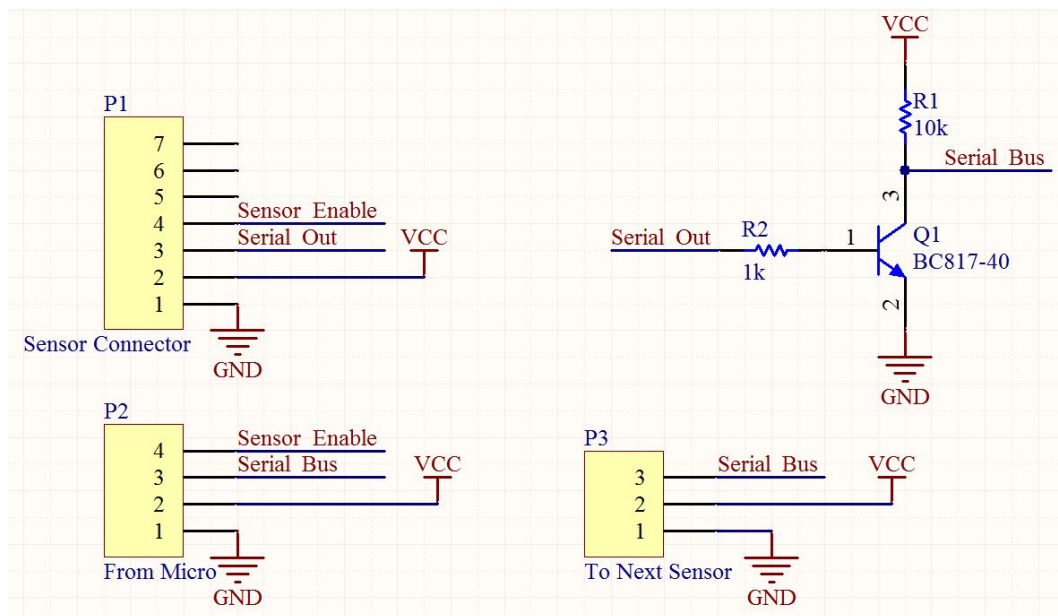 P1
7
6
5
4
3
2
1
Sensor Enable
Serial Out
VCC
GND
Sensor Connector
VCC
R1
10k
Serial Bus
3
Serial Out
R2
1k
1
Q1
BC817-40
2
GND
P2
4
3
2
1
Sensor Enable
Serial Bus
VCC
GND
From Micro
P3
3
2
1
Serial Bus
VCC
GND
To Next Sensor